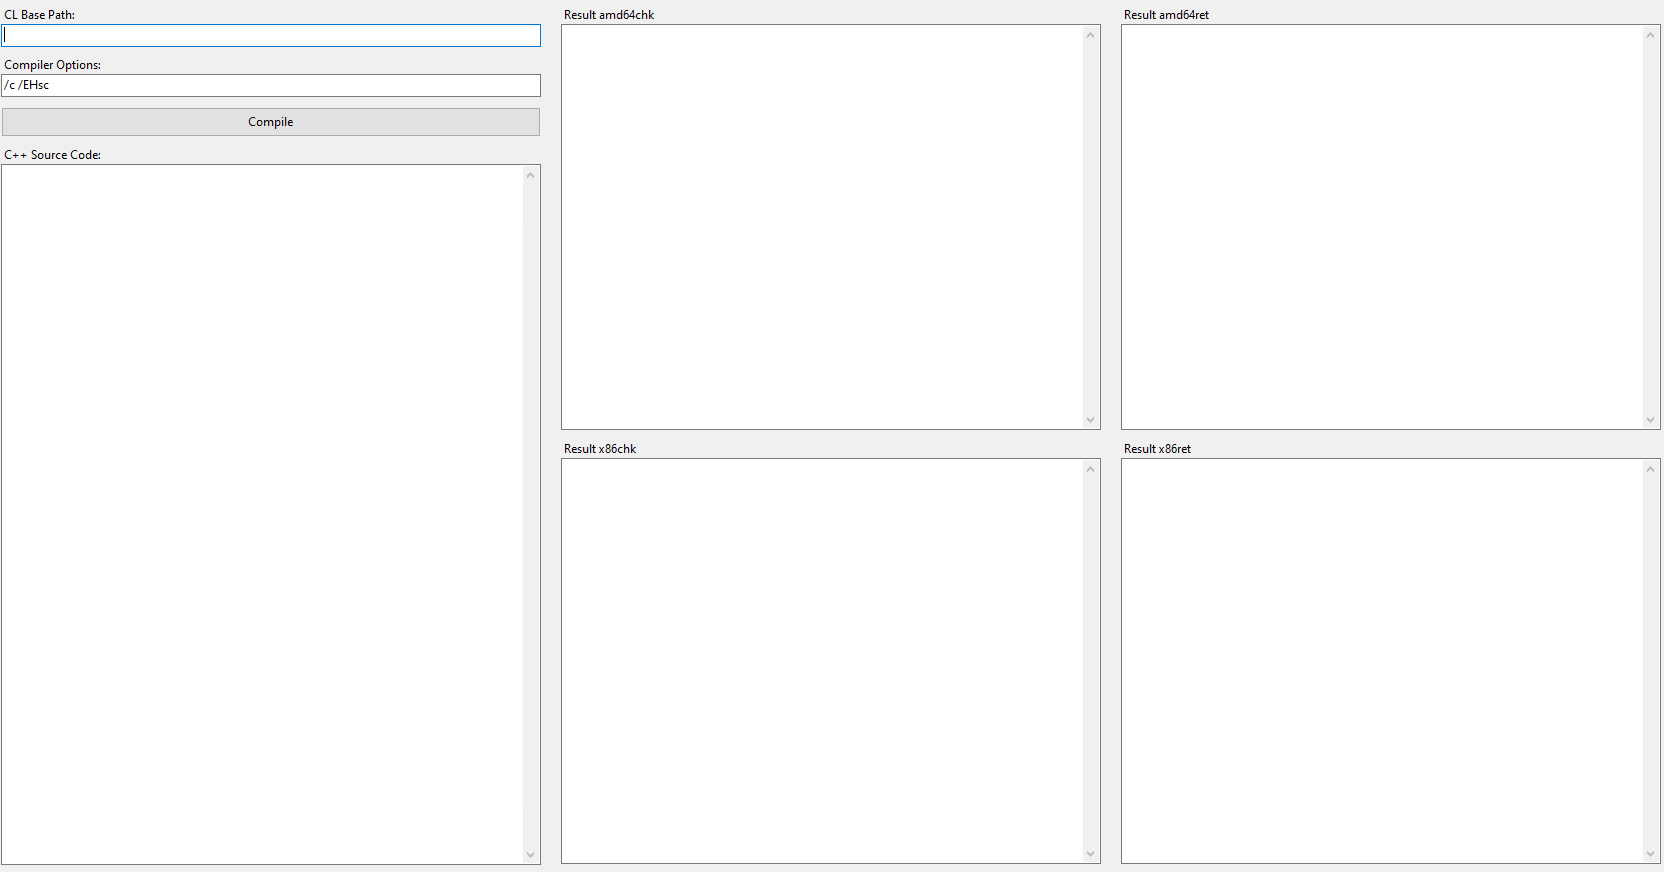 CL Base Path:
Compiler Options:
/c /EHsc
Compile
C++ Source Code:
Result amd64chk
Result amd64ret
Result x86chk
Result x86ret